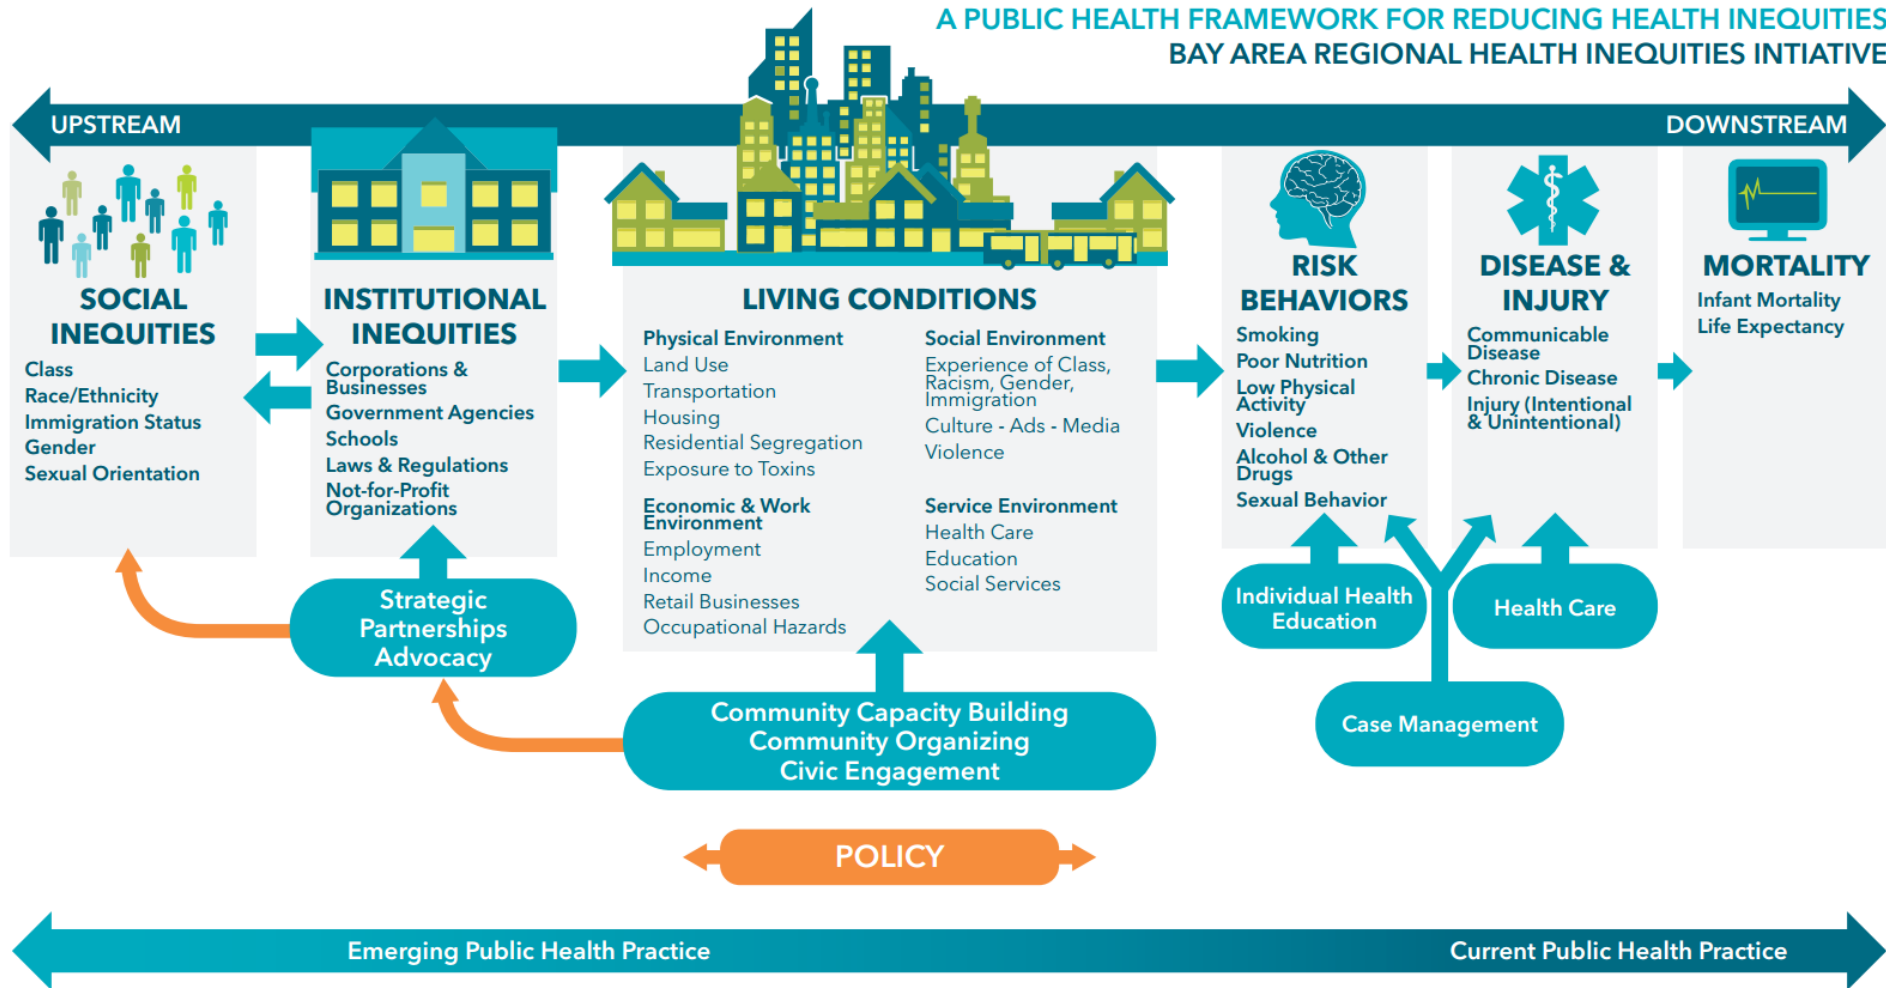 A PUBLIC HEALTH FRAMEWORK FOR REDUCING HEALTH INEQUITIES
BAY AREA REGIONAL HEALTH INEQUITIES INTIATIVE
UPSTREAM
DOWNSTREAM
SOCIAL
INEQUITIES
Class
Race/Ethnicity
Immigration Status
Gender
Sexual Orientation
INSTITUTIONAL
INEQUITIES
Corporations &
Businesses
Government Agencies
Schools
Laws & Regulations
Not-for-Profit
Organizations
LIVING CONDITIONS
Physical Environment
Land Use
Transportation
Housing
Residential Segregation
Exposure to Toxins
Economic & Work
Environment
Employment
Income
Retail Businesses
Occupational Hazards
Social Environment
Experience of Class,
Racism, Gender,
Immigration
Culture - Ads - Media
Violence
Service Environment
Health Care
Education
Social Services
RISK
BEHAVIORS
Smoking
Poor Nutrition
Low Physical
Activity
Violence
Alcohol & Other
Drugs
Sexual Behavior
DISEASE &
INJURY
Communicable
Disease
Chronic Disease
Injury (Intentional
& Unintentional)
MORTALITY
Infant Mortality
Life Expectancy
Strategic
Partnerships
Advocacy
Community Capacity Building
Community Organizing
Civic Engagement
Individual Health
Education
Health Care
Case Management
POLICY
Emerging Public Health Practice
Current Public Health Practice